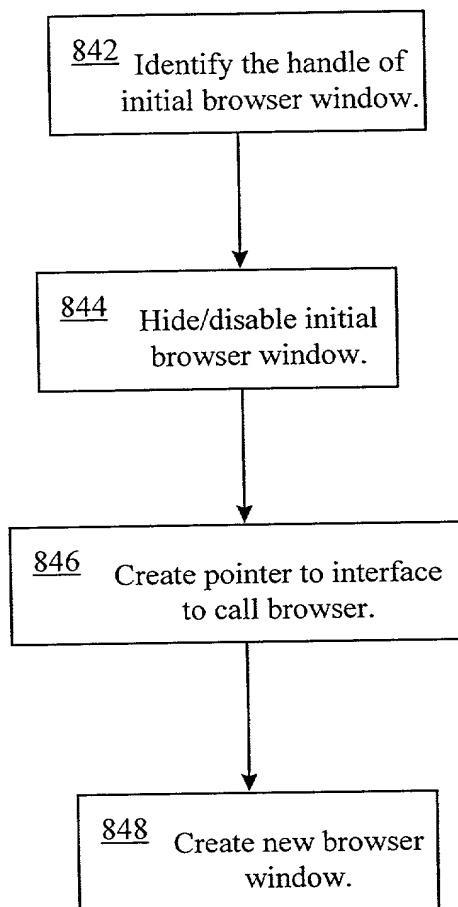 842 Identify the handle of
initial browser window.
844 Hide/disable initial
browser window.
846 Create pointer to interface
to call browser.
848 Create new browser
window.